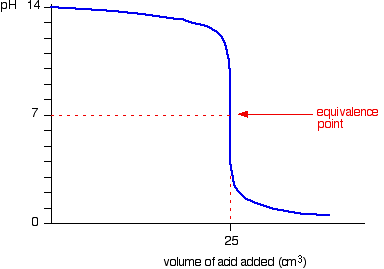 pH 14
7
equivalence
point
0
25
volume of acid added (cm³)